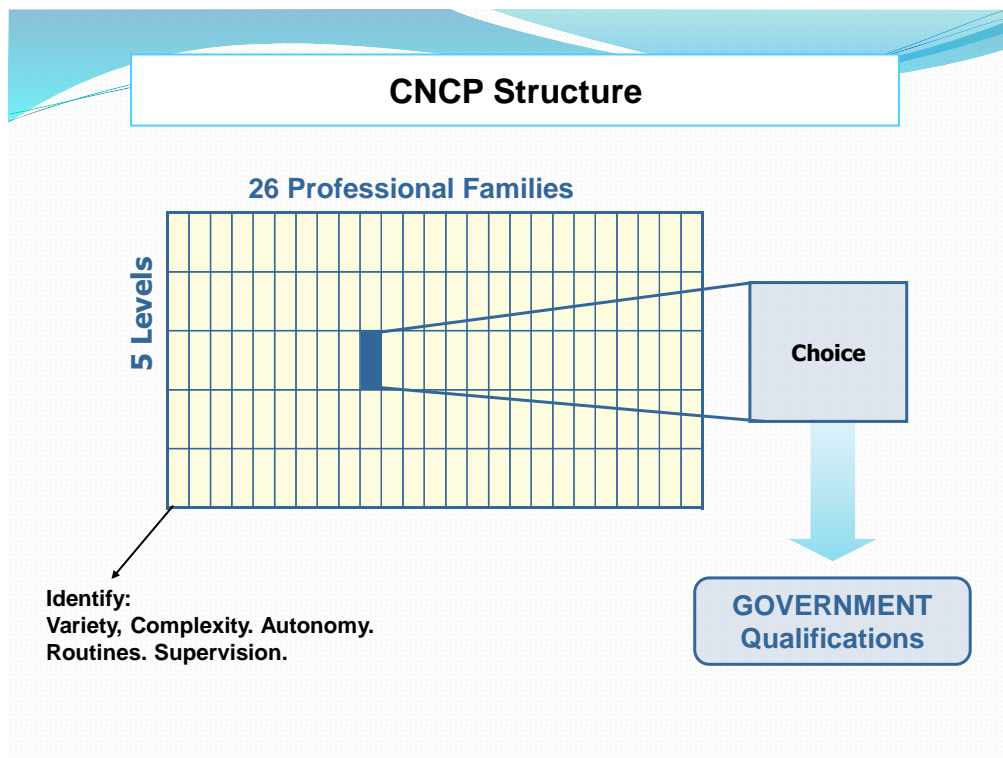 CNCP Structure
26 Professional Families
5 Levels
Choice
Identify:
Variety, Complexity. Autonomy.
Routines. Supervision.
GOVERNMENT
Qualifications